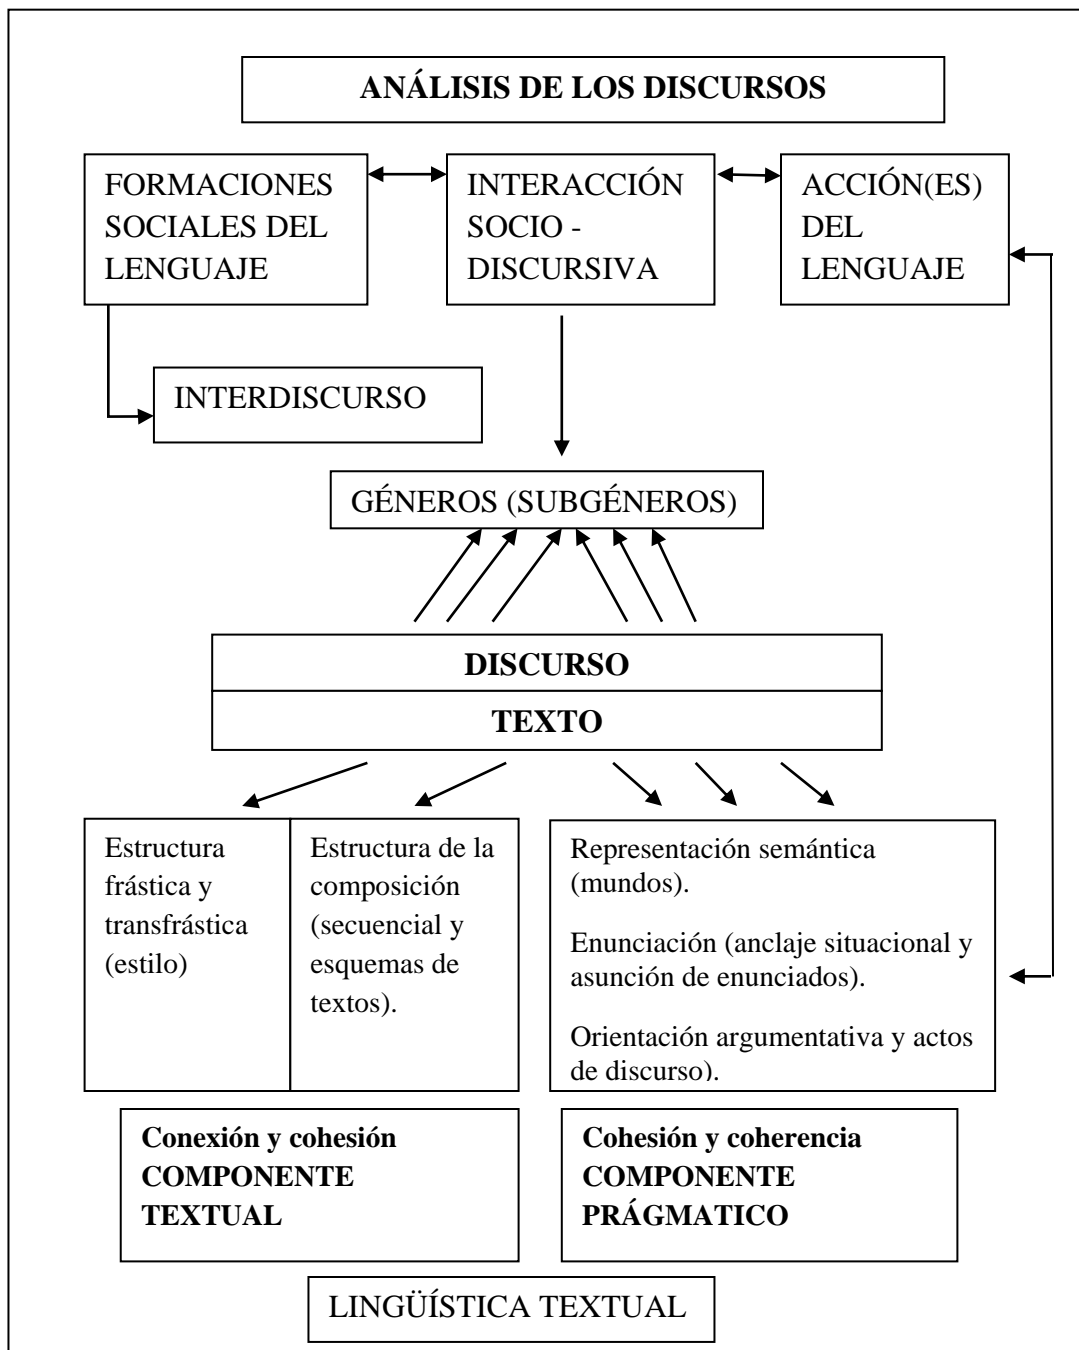 ANÁLISIS DE LOS DISCURSOS
FORMACIONES
SOCIALES DEL
LENGUAJE
INTERACCIÓN
SOCIO -
DISCURSIVA
ACCIÓN(ES)
DEL
LENGUAJE
INTERDISCURSO
GÉNEROS (SUBGÉNEROS)
DISCURSO
TEXTO
Estructura
frástica y
transfrástica
(estilo)
Estructura de la
composición
(secuencial y
esquemas de
textos).
Representación semántica
(mundos).
Enunciación (anclaje situacional y
asunción de enunciados).
Orientación argumentativa y actos
de discurso).
Conexión y cohesión
COMPONENTE
TEXTUAL
Cohesión y coherencia
COMPONENTE
PRÁGMATICO
LINGÜÍSTICA TEXTUAL